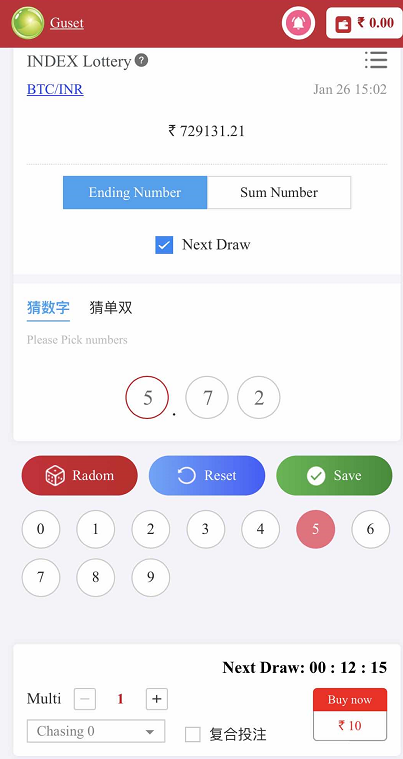 Guset ₹ 0.00
INDEX Lottery ?
BTC/INR Jan 26 15:02
₹ 729131.21
Ending Number Sum Number
Next Draw
猜数字 猜单双
Please Pick numbers
5 . 7 2
Radom Reset Save
0 1 2 3 4 5 6
7 8 9
Next Draw: 00 : 12 : 15
Multi − 1 + Buy now
Chasing 0 复合投注 ₹ 10